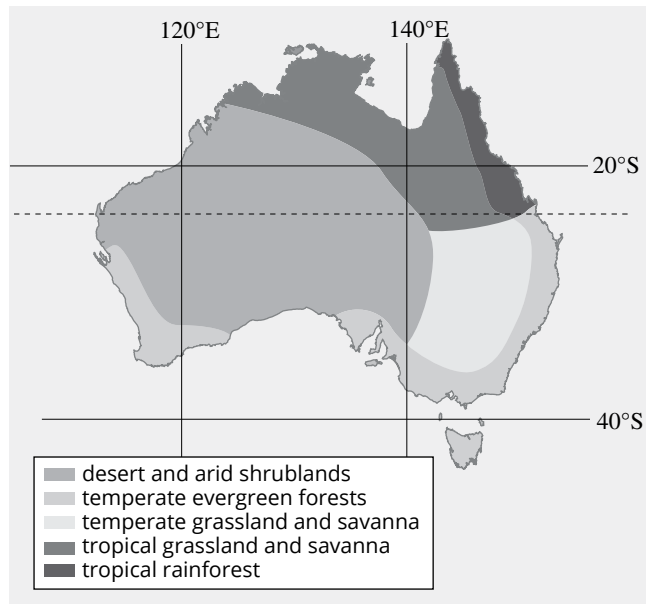 120°E 140°E
20°S
40°S
desert and arid shrublands
temperate evergreen forests
temperate grassland and savanna
tropical grassland and savanna
tropical rainforest